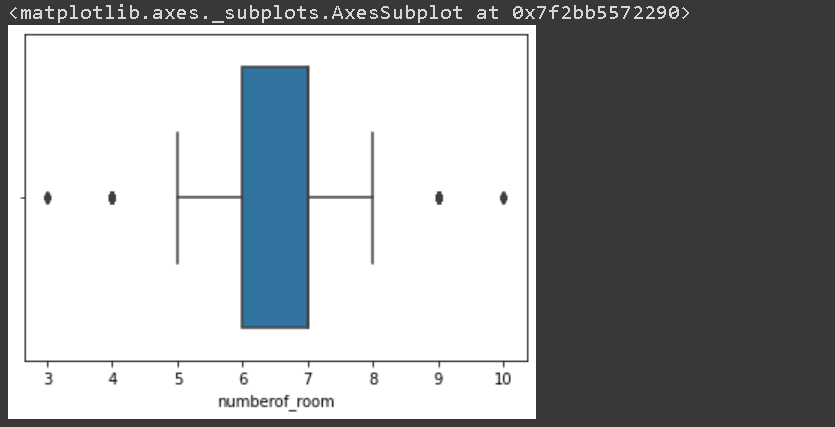 <matplotlib.axes._subplots.AxesSubplot at 0x7f2bb5572290>
3 4 5 6 7 8 9 10
numberof_room